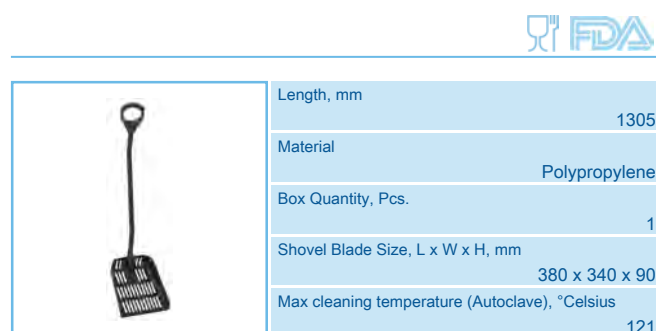 FDA
Length, mm
1305
Material
Polypropylene
Box Quantity, Pcs.
1
Shovel Blade Size, L x W x H, mm
380 x 340 x 90
Max cleaning temperature (Autoclave), °Celsius
121